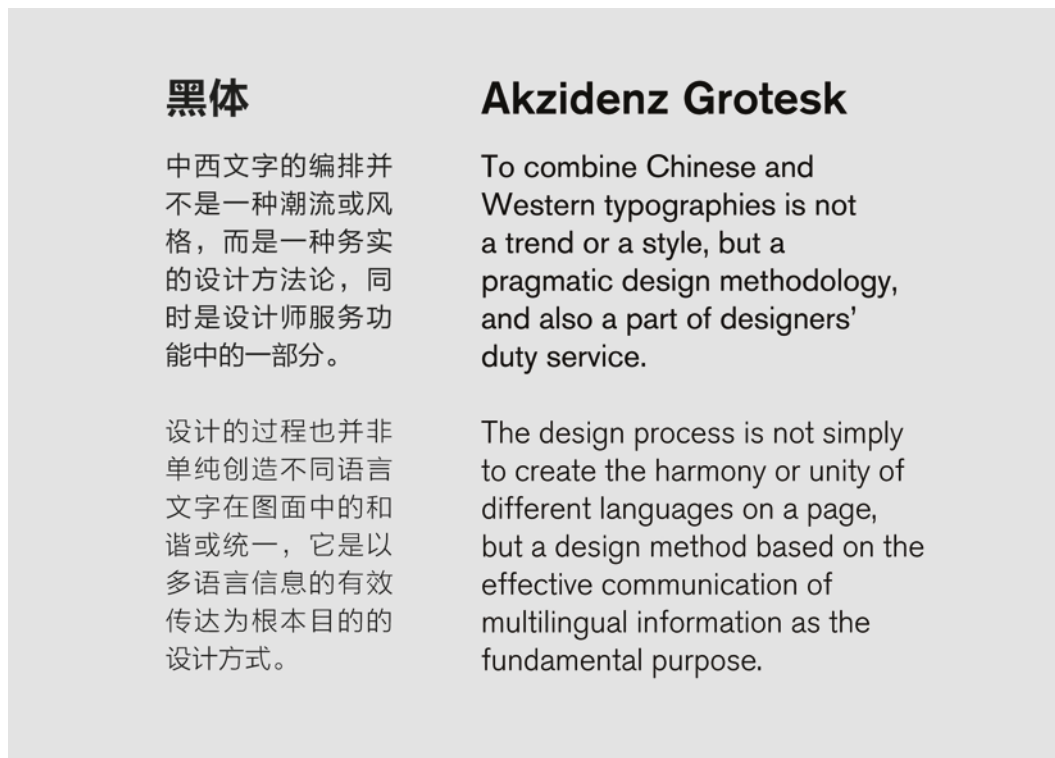 黑体
中西文字的编排并
不是一种潮流或风
格，而是一种务实
的设计方法论，同
时是设计师服务功
能中的一部分。
设计的过程也并非
单纯创造不同语言
文字在图面中的和
谐或统一，它是以
多语言信息的有效
传达为根本目的的
设计方式。
Akzidenz Grotesk
To combine Chinese and
Western typographies is not
a trend or a style, but a
pragmatic design methodology,
and also a part of designers’
duty service.
The design process is not simply
to create the harmony or unity of
different languages on a page,
but a design method based on the
effective communication of
multilingual information as the
fundamental purpose.